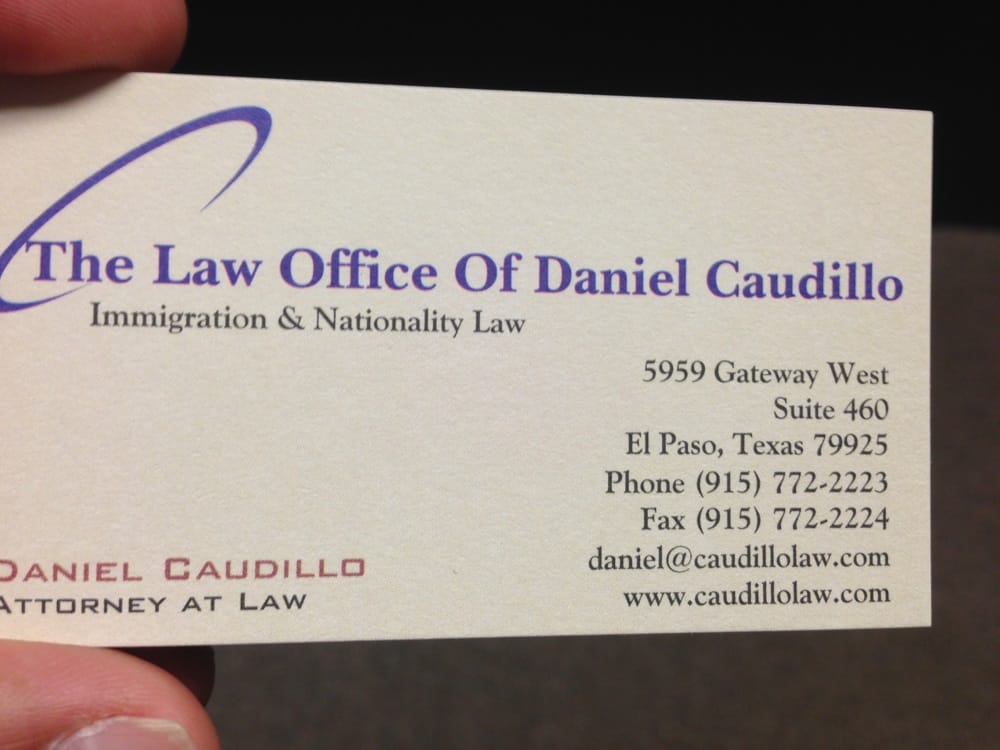 The Law Office Of Daniel Caudillo
Immigration & Nationality Law
5959 Gateway West
Suite 460
El Paso, Texas 79925
Phone (915) 772-2223
Fax (915) 772-2224
daniel@caudillolaw.com
www.caudillolaw.com
DANIEL CAUDILLO
ATTORNEY AT LAW